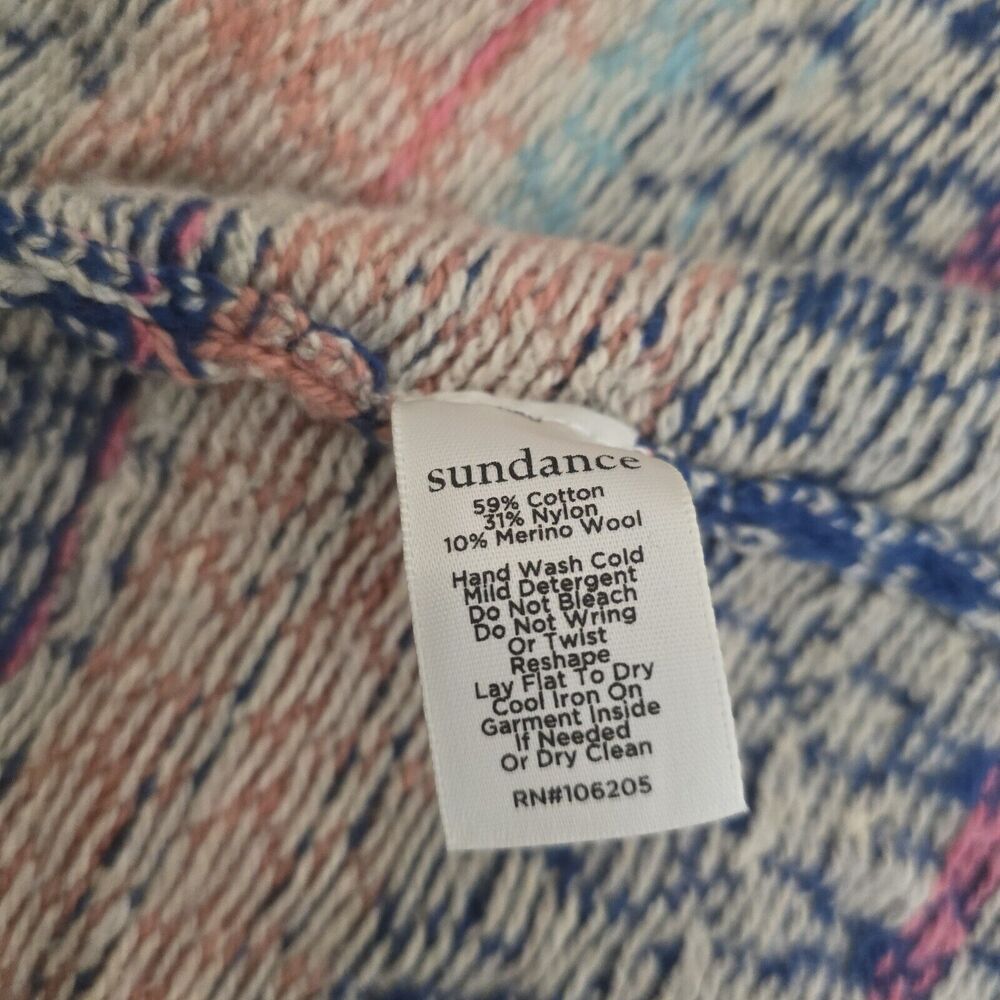 sundance
59% Cotton
31% Nylon
10% Merino Wool
Hand Wash Cold
Mild Detergent
Do Not Bleach
Do Not Wring
Or Twist
Reshape
Lay Flat To Dry
Cool Iron On
Garment Inside
If Needed
Or Dry Clean
RN#106205